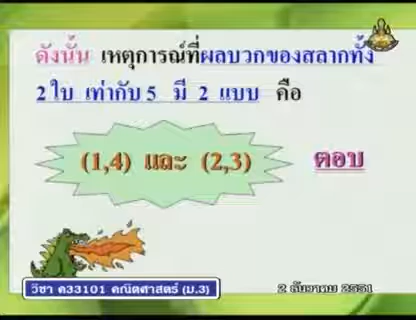 ดังนั้น เหตุการณ์ที่ผลบวกของสลากทั้ง
2 ใบ เท่ากับ 5 มี 2 แบบ คือ
(1,4) และ (2,3) ตอบ
วิชา ค33101 คณิตศาสตร์ (ม.3)
2 ธันวาคม 2551